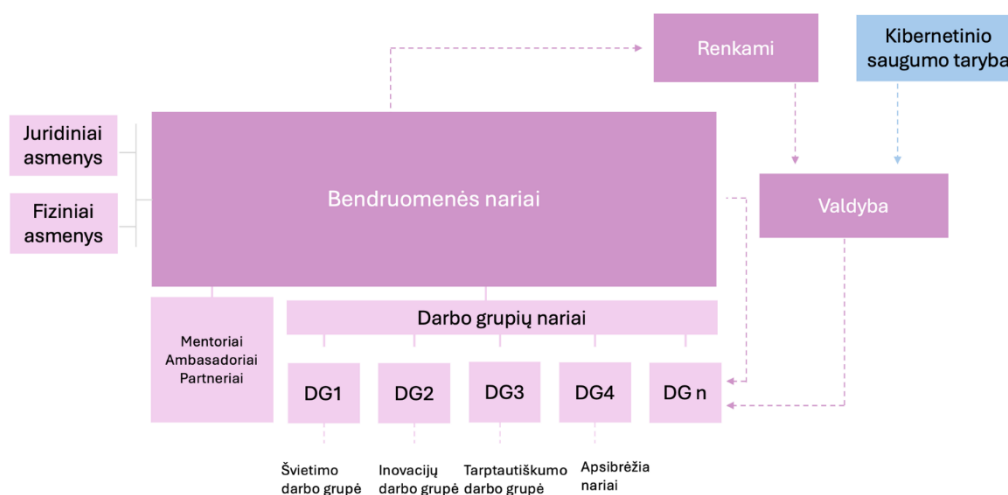 Renkami
Kibernetinio
saugumo taryba
Juridiniai
asmenys
Fiziniai
asmenys
Bendruomenės nariai
Valdyba
Mentoriai
Ambasadoriai
Partneriai
Darbo grupių nariai
DG1
DG2
DG3
DG4
DG n
Švietimo
darbo grupė
Inovacijų
darbo grupė
Tarptautiškumo
darbo grupė
Apsibrėžia
nariai